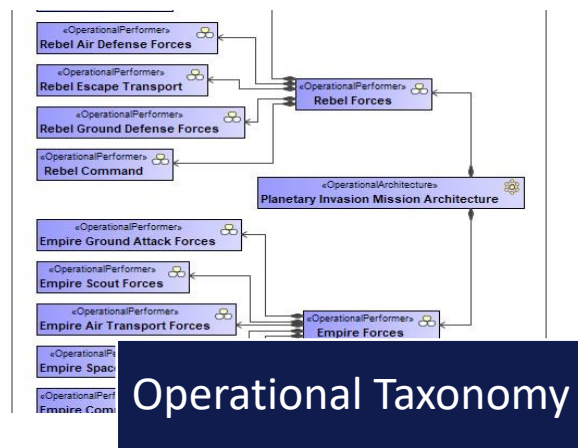 «OperationalPerformer»
Rebel Air Defense Forces
«OperationalPerformer»
Rebel Escape Transport
«OperationalPerformer»
Rebel Forces
«OperationalPerformer»
Rebel Ground Defense Forces
«OperationalPerformer»
Rebel Command
«OperationalArchitecture»
Planetary Invasion Mission Architecture
«OperationalPerformer»
Empire Ground Attack Forces
«OperationalPerformer»
Empire Scout Forces
«OperationalPerformer»
Empire Air Transport Forces
«OperationalPerformer»
Empire Forces
Empire
Empire
Operational Taxonomy